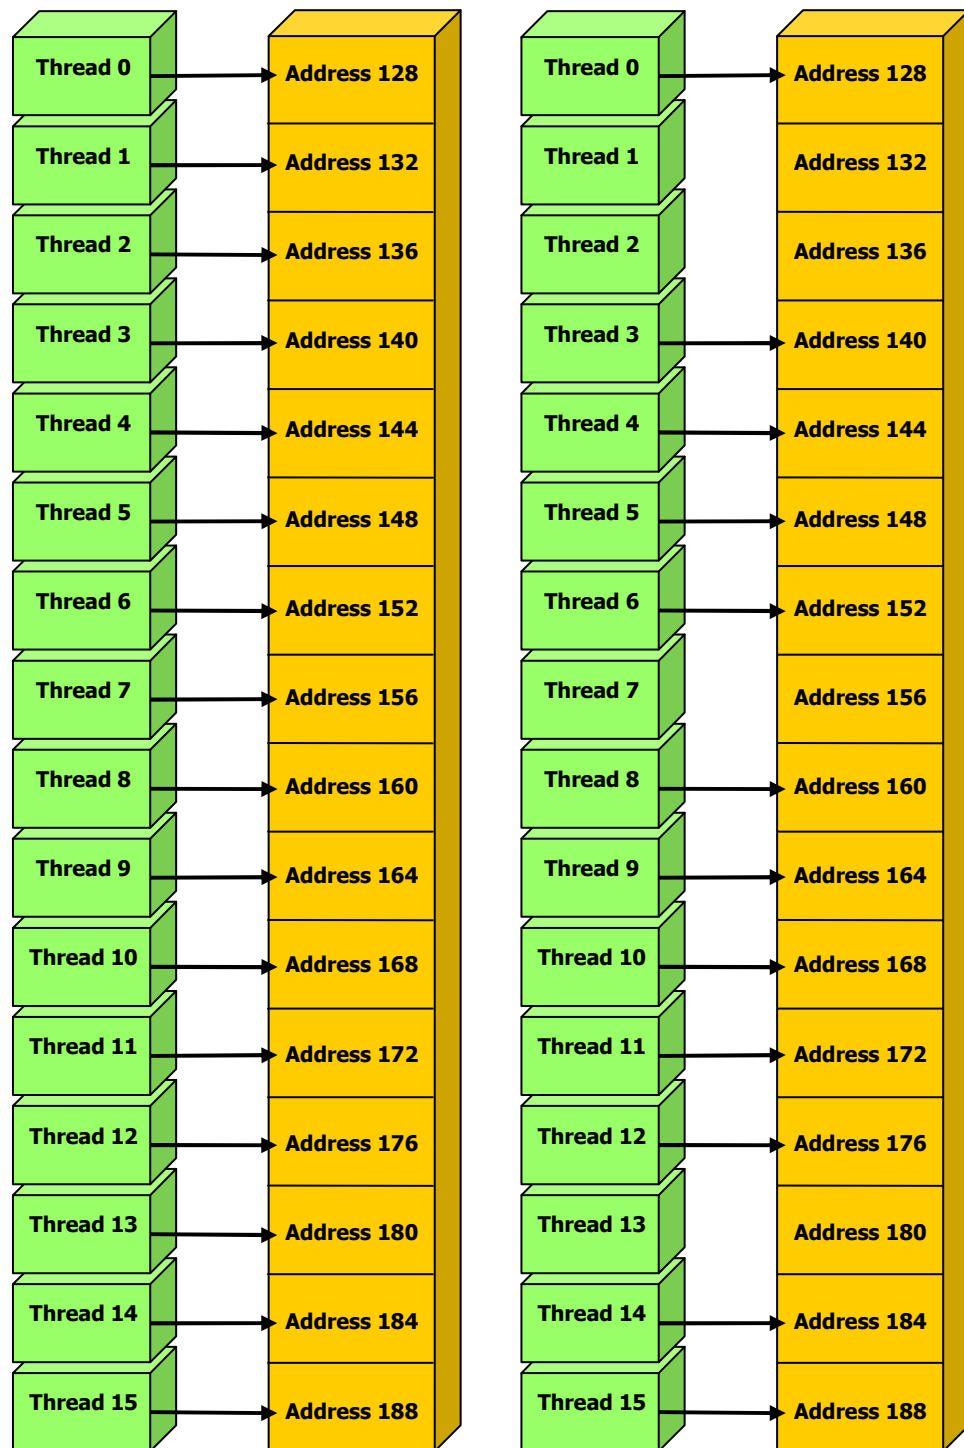 Thread 0 Address 128 Thread 0 Address 128
Thread 1 Address 132 Thread 1 Address 132
Thread 2 Address 136 Thread 2 Address 136
Thread 3 Address 140 Thread 3 Address 140
Thread 4 Address 144 Thread 4 Address 144
Thread 5 Address 148 Thread 5 Address 148
Thread 6 Address 152 Thread 6 Address 152
Thread 7 Address 156 Thread 7 Address 156
Thread 8 Address 160 Thread 8 Address 160
Thread 9 Address 164 Thread 9 Address 164
Thread 10 Address 168 Thread 10 Address 168
Thread 11 Address 172 Thread 11 Address 172
Thread 12 Address 176 Thread 12 Address 176
Thread 13 Address 180 Thread 13 Address 180
Thread 14 Address 184 Thread 14 Address 184
Thread 15 Address 188 Thread 15 Address 188